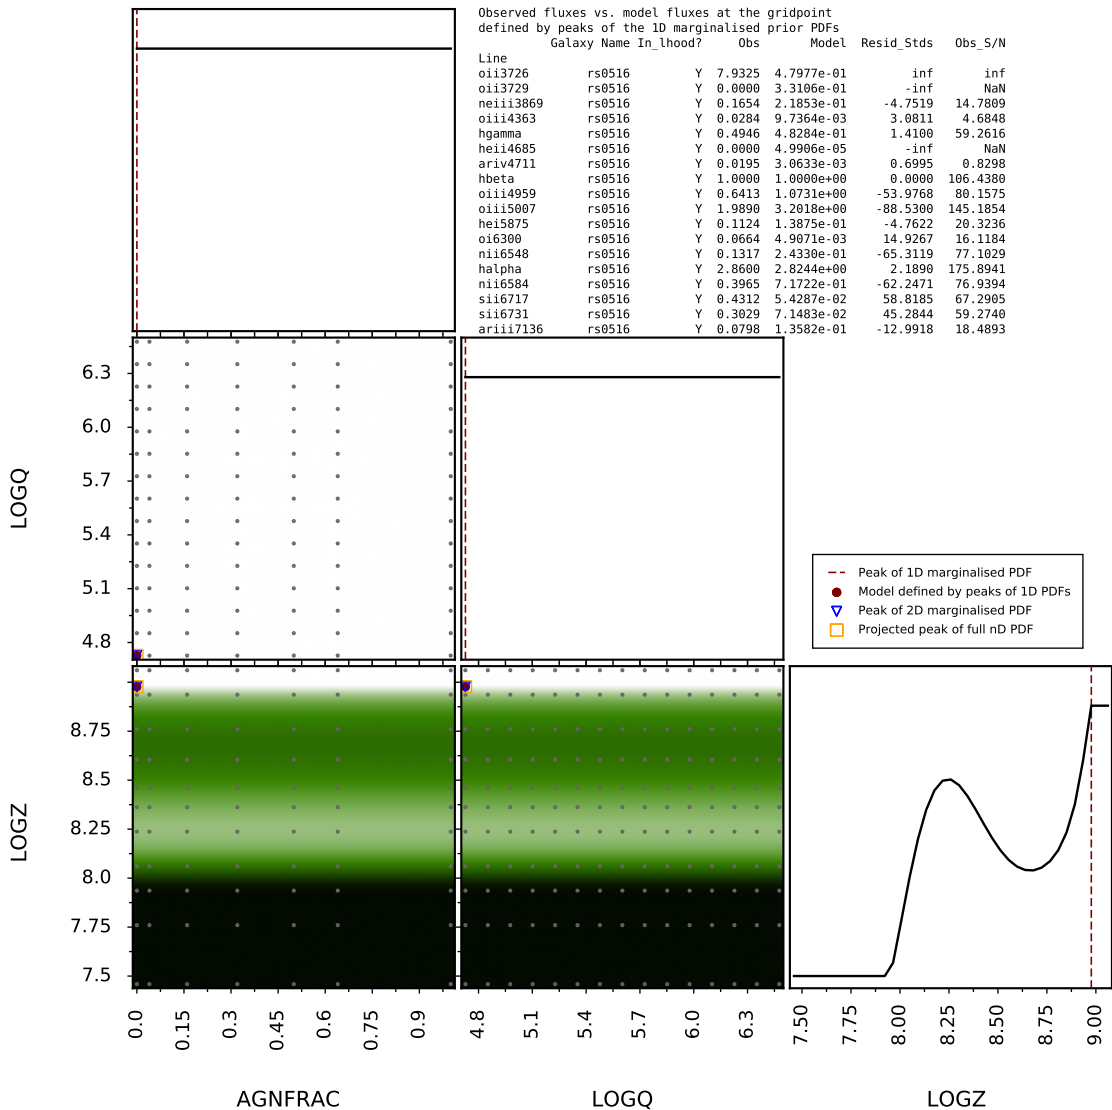 Observed fluxes vs. model fluxes at the gridpoint
defined by peaks of the 1D marginalised prior PDFs
Galaxy Name In_lhood? Obs Model Resid_Stds Obs_S/N
Line
oii3726 rs0516 Y 7.9325 4.7977e-01 inf inf
oii3729 rs0516 Y 0.0000 3.3106e-01 -inf NaN
neiii3869 rs0516 Y 0.1654 2.1853e-01 -4.7519 14.7809
oiii4363 rs0516 Y 0.0284 9.7364e-03 3.0811 4.6848
hgamma rs0516 Y 0.4946 4.8284e-01 1.4100 59.2616
heii4685 rs0516 Y 0.0000 4.9906e-05 -inf NaN
ariv4711 rs0516 Y 0.0195 3.0633e-03 0.6995 0.8298
hbeta rs0516 Y 1.0000 1.0000e+00 0.0000 106.4380
oiii4959 rs0516 Y 0.6413 1.0731e+00 -53.9768 80.1575
oiii5007 rs0516 Y 1.9890 3.2018e+00 -88.5300 145.1854
hei5875 rs0516 Y 0.1124 1.3875e-01 -4.7622 20.3236
oi6300 rs0516 Y 0.0664 4.9071e-03 14.9267 16.1184
nii6548 rs0516 Y 0.1317 2.4330e-01 -65.3119 77.1029
halpha rs0516 Y 2.8600 2.8244e+00 2.1890 175.8941
nii6584 rs0516 Y 0.3965 7.1722e-01 -62.2471 76.9394
sii6717 rs0516 Y 0.4312 5.4287e-02 58.8185 67.2905
sii6731 rs0516 Y 0.3029 7.1483e-02 45.2844 59.2740
ariii7136 rs0516 Y 0.0798 1.3582e-01 -12.9918 18.4893
6.3
6.0
5.7
5.4
5.1
4.8
LOGQ
Peak of 1D marginalised PDF
Model defined by peaks of 1D PDFs
Peak of 2D marginalised PDF
Projected peak of full nD PDF
8.75
8.5
8.25
8.0
7.75
7.5
LOGZ
0.0 0.15 0.3 0.45 0.6 0.75 0.9
4.8 5.1 5.4 5.7 6.0 6.3
7.50 7.75 8.00 8.25 8.50 8.75 9.00
AGNFRAC LOGQ LOGZ